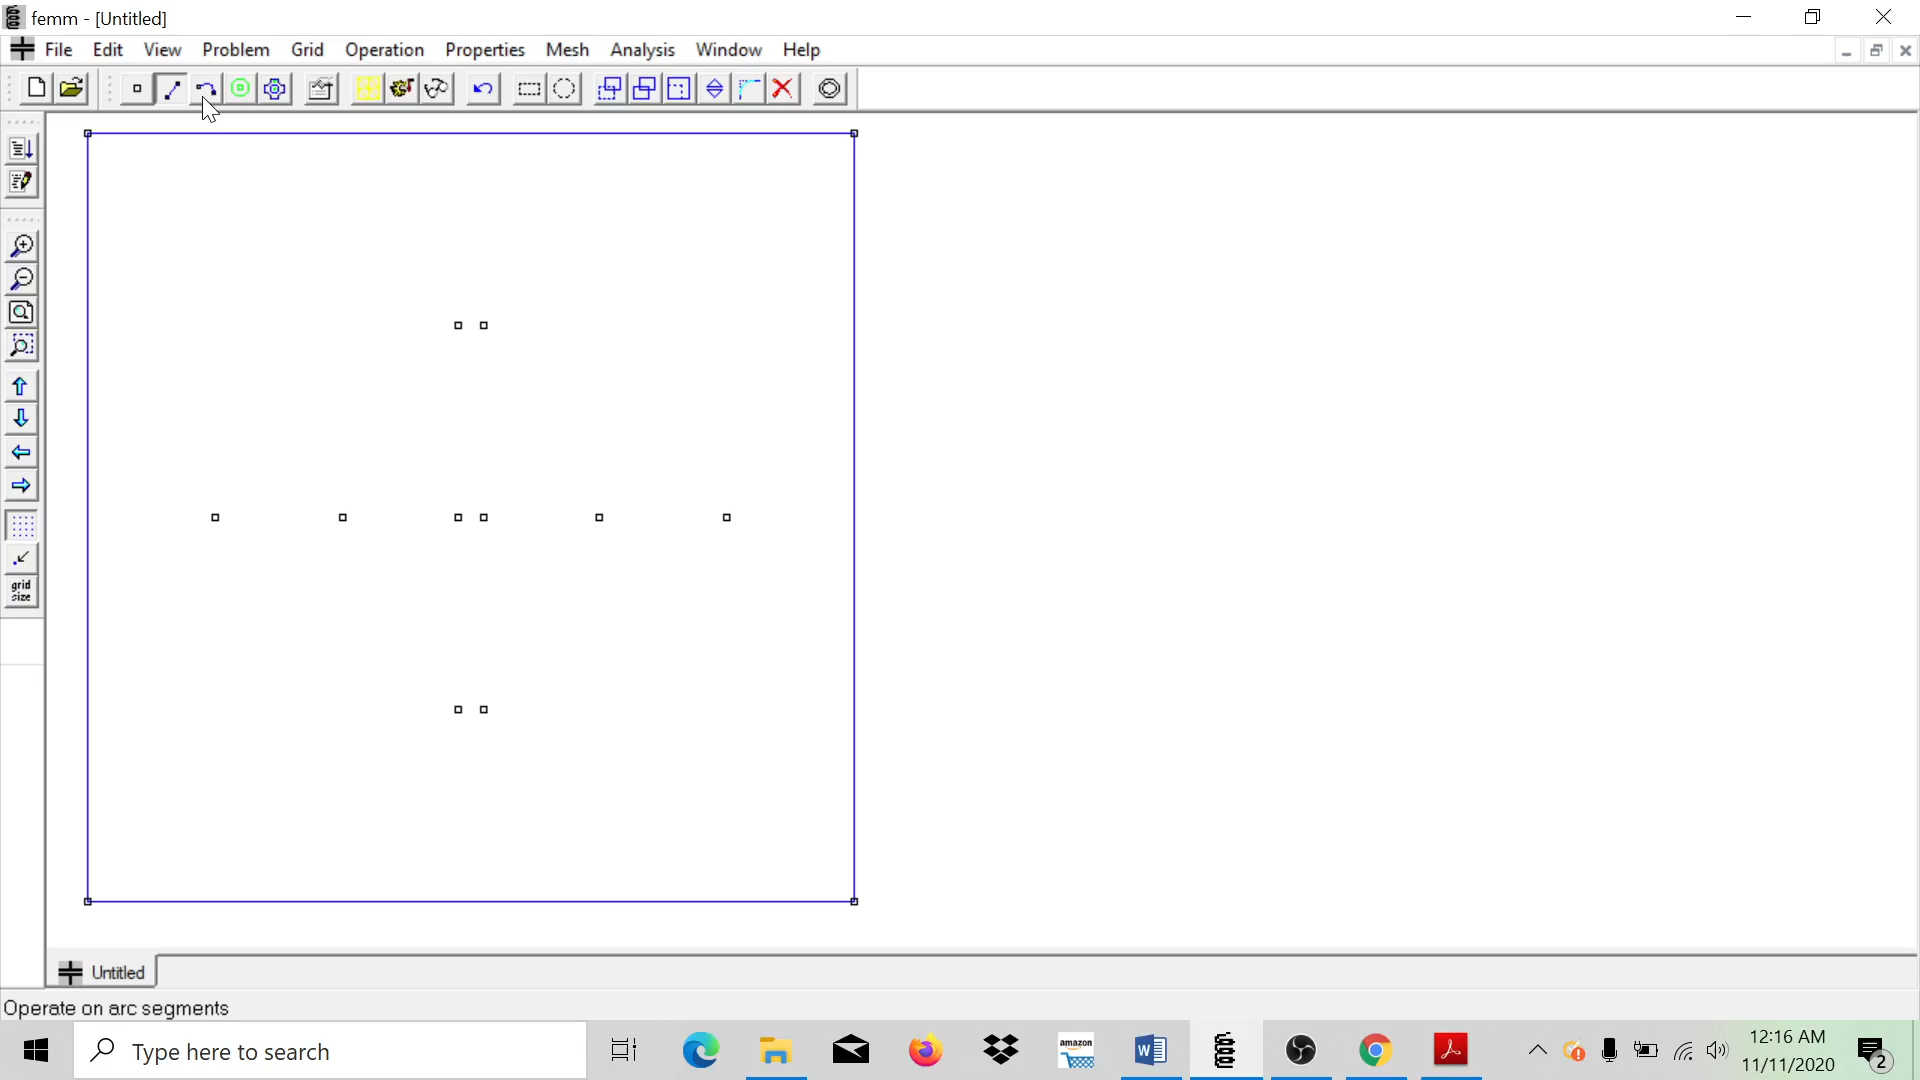 femm - [Untitled]
File Edit View Problem Grid Operation Properties Mesh Analysis Window Help
grid
size
Untitled
Operate on arc segments
Type here to search
amazon
12:16 AM
11/11/2020
2